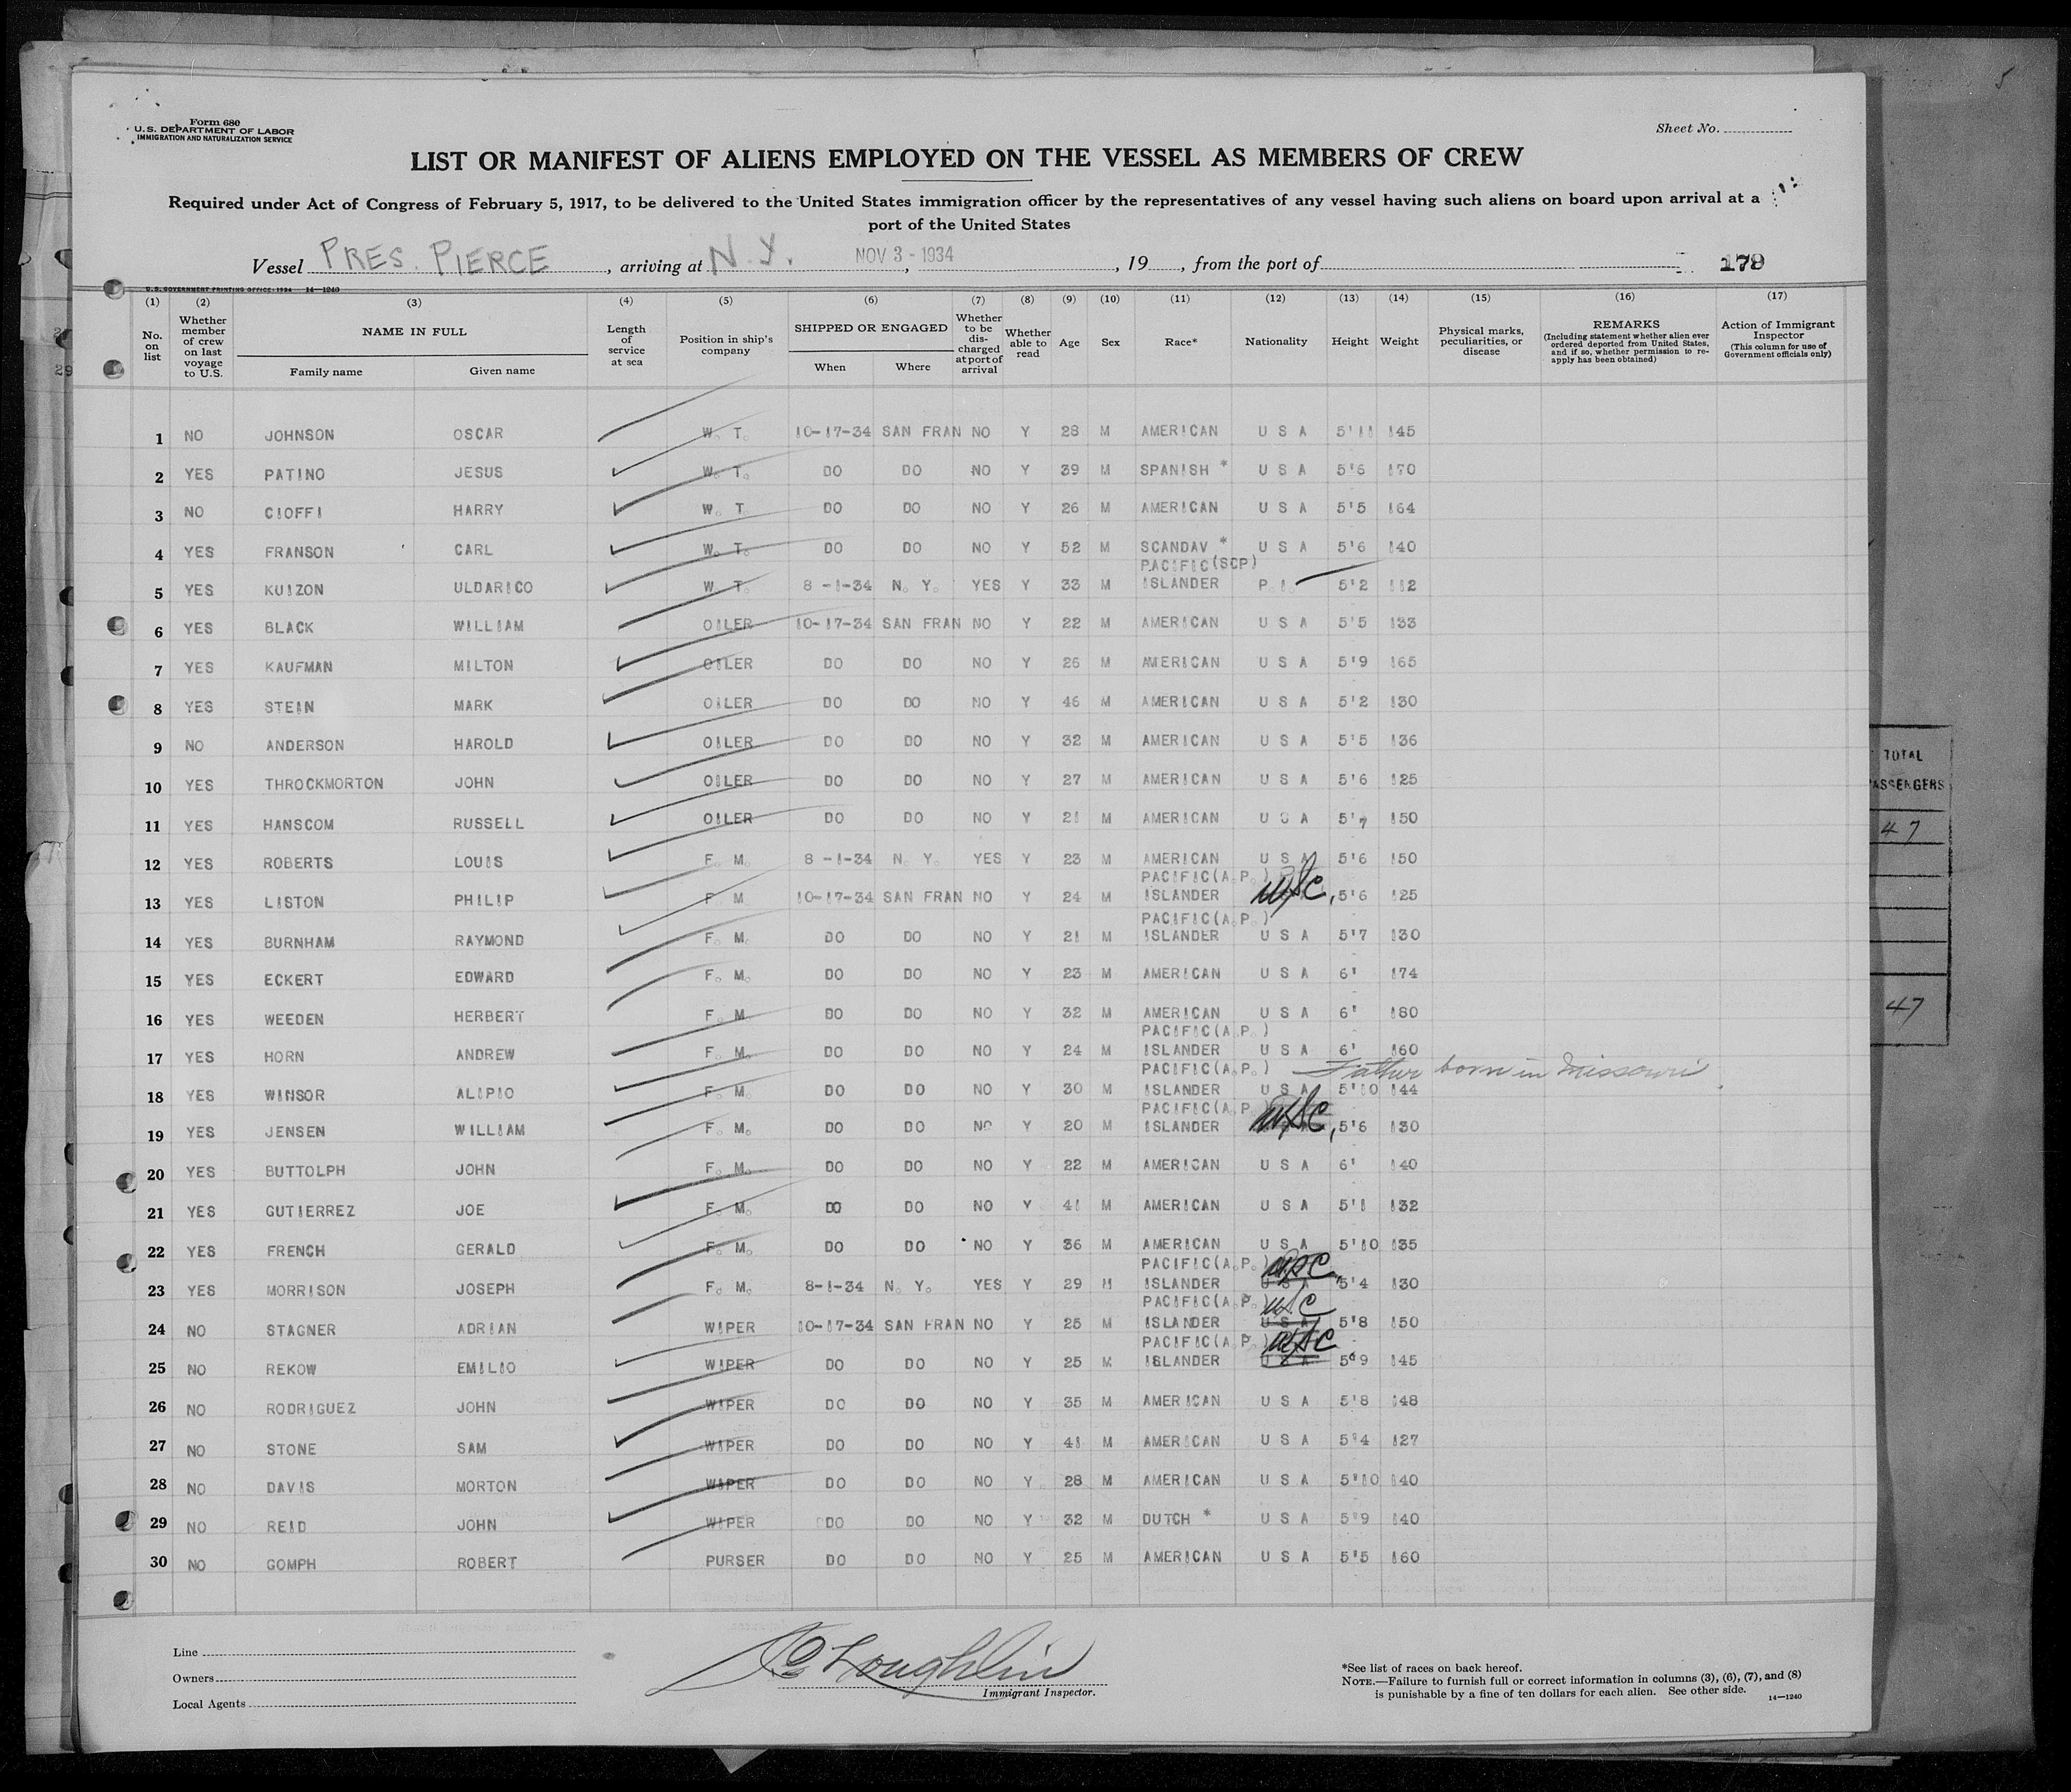 5
Form 680
U.S. DEPARTMENT OF LABOR
IMMIGRATION AND NATURALIZATION SERVICE
Sheet No.
LIST OR MANIFEST OF ALIENS EMPLOYED ON THE VESSEL AS MEMBERS OF CREW
Required under Act of Congress of February 5, 1917, to be delivered to the United States immigration officer by the representatives of any vessel having such aliens on board upon arrival at a
port of the United States
Vessel PRES. PIERCE, arriving at N.Y. NOV 3 - 1934, 19 , from the port of 179
U.S. GOVERNMENT PRINTING OFFICE: 1934 14—1240
(1) (2) (3) (4) (5) (6) (7) (8) (9) (10) (11) (12) (13) (14) (15) (16) (17)
No. on list
Whether member of crew on last voyage to U.S.
NAME IN FULL
Family name Given name
Length of service at sea
Position in ship's company
SHIPPED OR ENGAGED
When Where
Whether to be discharged at port of arrival
Whether able to read
Age
Sex
Race*
Nationality
Height
Weight
Physical marks, peculiarities, or disease
REMARKS
(Including statement whether alien ever ordered deported from United States, and if so, whether permission to reapply has been obtained)
Action of Immigrant Inspector
(This column for use of Government officials only)
1 NO JOHNSON OSCAR W. T. 10-17-34 SAN FRAN NO Y 28 M AMERICAN U S A 5'11 145
2 YES PATINO JESUS W. T. DO DO NO Y 39 M SPANISH * U S A 5'6 170
3 NO CIOFFI HARRY W. T. DO DO NO Y 26 M AMERICAN U S A 5'5 164
4 YES FRANSON CARL W. T. DO DO NO Y 52 M SCANDAV * U S A 5'6 140
PACIFIC(SCP)
5 YES KUIZON ULDARICO W T. 8 -1-34 N. Y. YES Y 33 M ISLANDER P.I. 5'2 112
6 YES BLACK WILLIAM OILER 10-17-34 SAN FRAN NO Y 22 M AMERICAN U S A 5'5 133
7 YES KAUFMAN MILTON OILER DO DO NO Y 26 M AMERICAN U S A 5'9 165
8 YES STEIN MARK OILER DO DO NO Y 46 M AMERICAN U S A 5'2 130
9 NO ANDERSON HAROLD OILER DO DO NO Y 32 M AMERICAN U S A 5'5 136
10 YES THROCKMORTON JOHN OILER DO DO NO Y 27 M AMERICAN U S A 5'6 125
11 YES HANSCOM RUSSELL OILER DO DO NO Y 21 M AMERICAN U S A 5'7 150
12 YES ROBERTS LOUIS F. M. 8 -1-34 N. Y. YES Y 23 M AMERICAN U S A 5'6 150
PACIFIC(A.P.)
13 YES LISTON PHILIP F M 10-17-34 SAN FRAN NO Y 24 M ISLANDER USC, 5'6 125
PACIFIC(A.P.)
14 YES BURNHAM RAYMOND F. M. DO DO NO Y 21 M ISLANDER U S A 5'7 130
15 YES ECKERT EDWARD F. M. DO DO NO Y 23 M AMERICAN U S A 6' 174
16 YES WEEDEN HERBERT F. M DO DO NO Y 32 M AMERICAN U S A 6' 180
PACIFIC(A.P.)
17 YES HORN ANDREW F. M. DO DO NO Y 24 M ISLANDER U S A 6' 160
PACIFIC(A.P.) Father born in Missouri
18 YES WINSOR ALIPIO F. M. DO DO NO Y 30 M ISLANDER U S A 5'10 144
PACIFIC(A.P
19 YES JENSEN WILLIAM F. M. DO DO NO Y 20 M ISLANDER USC, 5'6 130
20 YES BUTTOLPH JOHN F. M. DO DO NO Y 22 M AMERICAN U S A 6' 140
21 YES GUTIERREZ JOE F. M. DO DO NO Y 41 M AMERICAN U S A 5'1 132
22 YES FRENCH GERALD F. M. DO DO NO Y 36 M AMERICAN U S A 5'10 135
PACIFIC(A.P.) USC,
23 YES MORRISON JOSEPH F. M. 8-1-34 N. Y. YES Y 29 M ISLANDER U S A 5'4 130
PACIFIC(A.P.) USC
24 NO STAGNER ADRIAN WIPER 10-17-34 SAN FRAN NO Y 25 M ISLANDER U S A 5'8 150
PACIFIC(A.P.) USC
25 NO REKOW EMILIO WIPER DO DO NO Y 25 M ISLANDER U S A 5'9 145
26 NO RODRIGUEZ JOHN WIPER DO DO NO Y 35 M AMERICAN U S A 5'8 148
27 NO STONE SAM WIPER DO DO NO Y 41 M AMERICAN U S A 5'4 127
28 NO DAVIS MORTON WIPER DO DO NO Y 28 M AMERICAN U S A 5'10 140
29 NO REID JOHN WIPER DO DO NO Y 32 M DUTCH * U S A 5'9 140
30 NO GOMPH ROBERT PURSER DO DO NO Y 25 M AMERICAN U S A 5'5 160
TOTAL
PASSENGERS
47
47
Line
Owners
Local Agents
Loughlin
Immigrant Inspector.
*See list of races on back hereof.
NOTE.—Failure to furnish full or correct information in columns (3), (6), (7), and (8)
is punishable by a fine of ten dollars for each alien. See other side.
14—1240